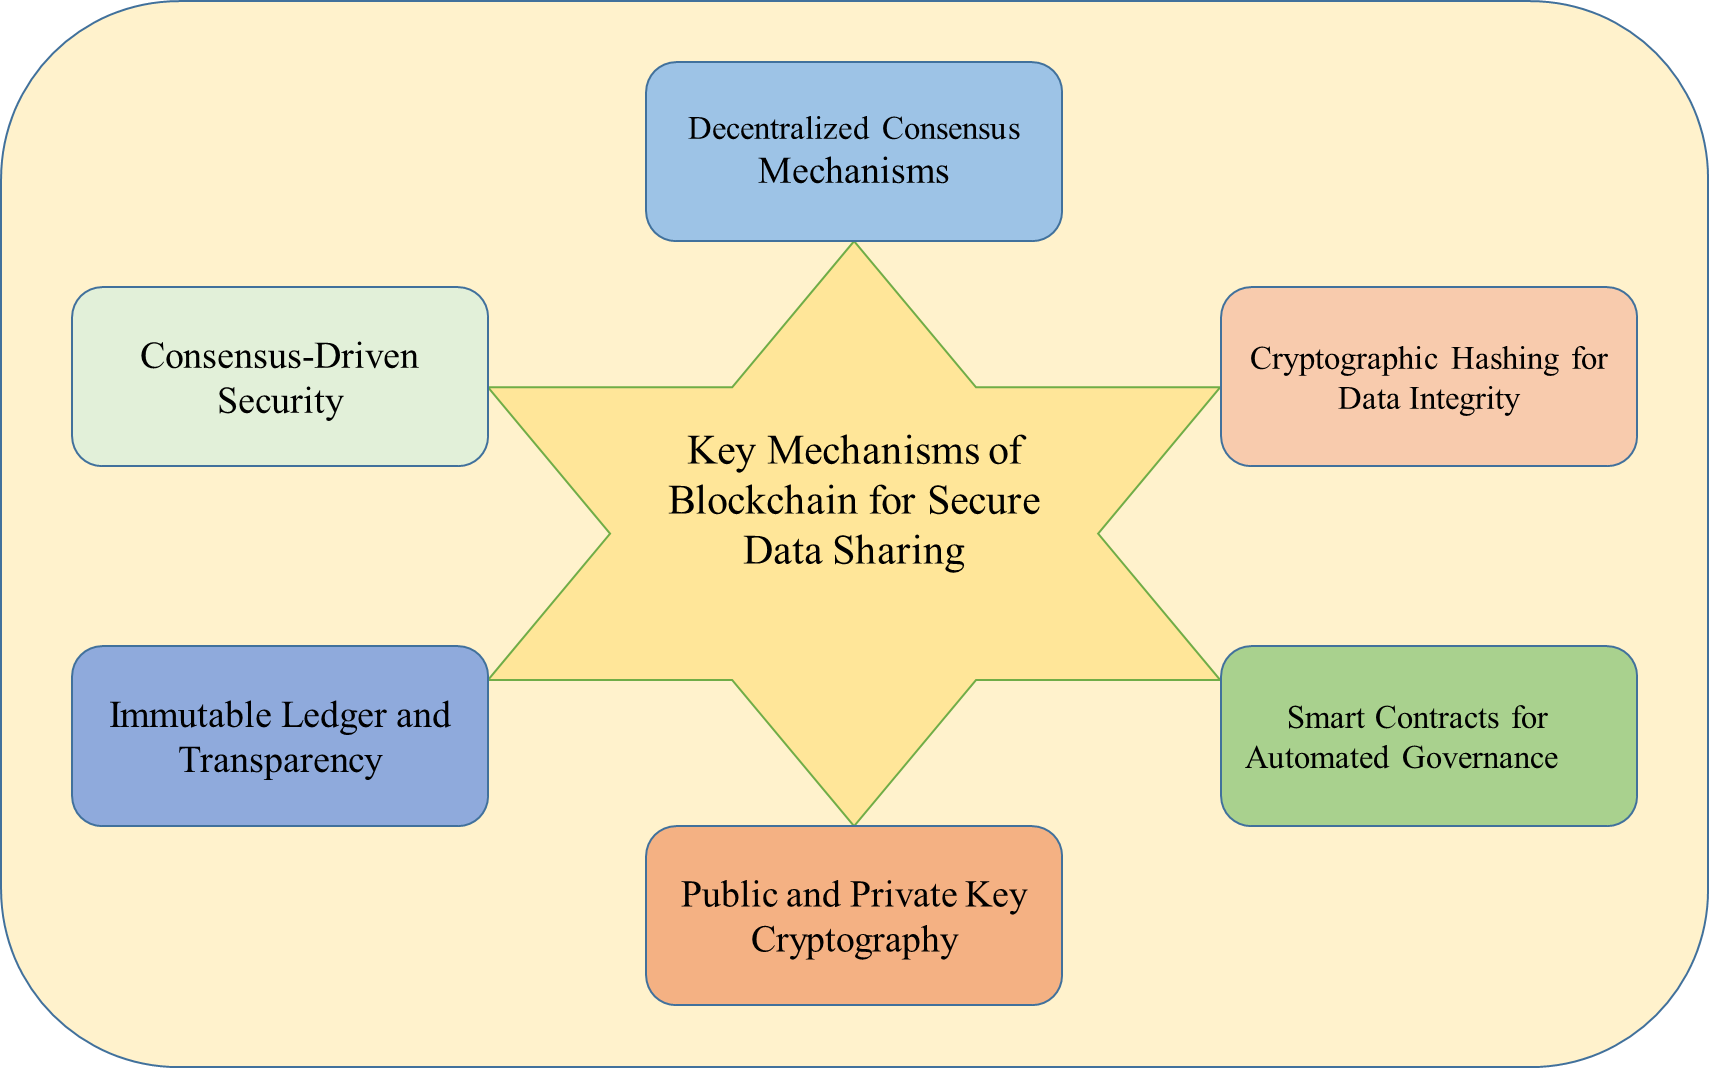 Decentralized Consensus
Mechanisms
Consensus-Driven
Security
Cryptographic Hashing for
Data Integrity
Key Mechanisms of
Blockchain for Secure
Data Sharing
Immutable Ledger and
Transparency
Smart Contracts for
Automated Governance
Public and Private Key
Cryptography